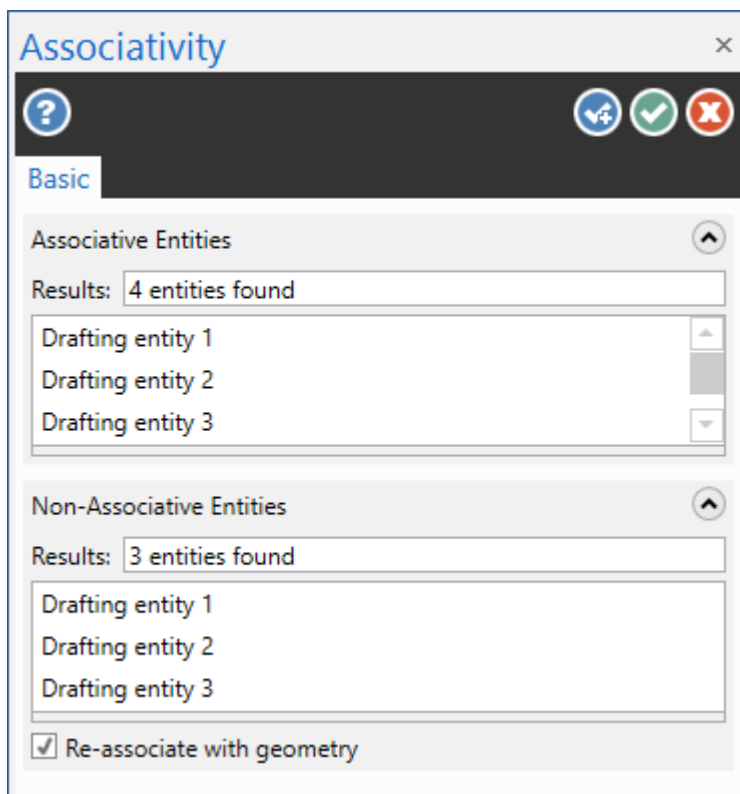 Associativity
Basic
Associative Entities
Results: 4 entities found
Drafting entity 1
Drafting entity 2
Drafting entity 3
Non-Associative Entities
Results: 3 entities found
Drafting entity 1
Drafting entity 2
Drafting entity 3
Re-associate with geometry